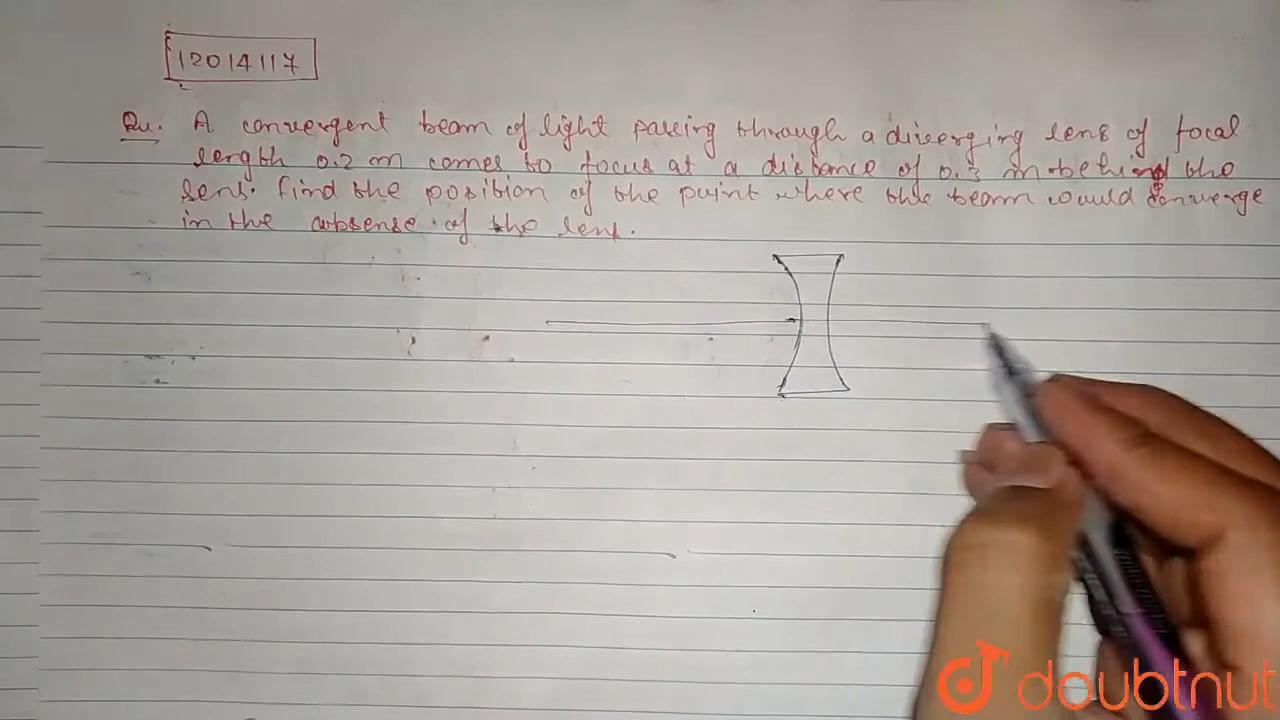 12014117
Qu. A convergent beam of light passing through a diverging lens of focal
length 0.2 m comes to focus at a distance of 0.3 m behind the
lens. find the position of the point where the beam would converge
in the absense of the lens.
doubtnut